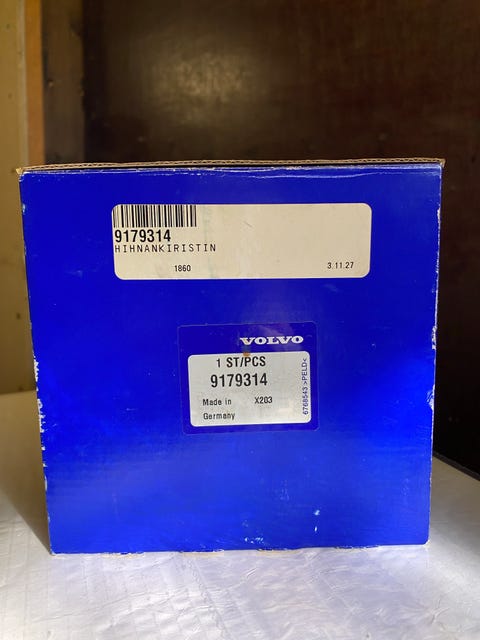 9179314
HIHNANKIRISTIN
1860 3.11.27
VOLVO
1 ST/PCS
9179314
Made in X203
Germany
6768543 >PELD<